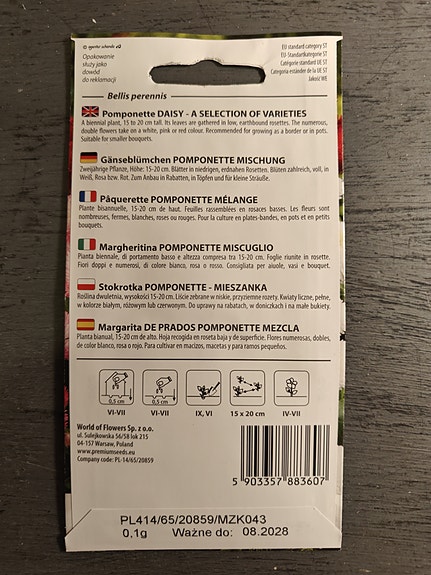 © agentur schiendo
Opakowanie
służy jako
dowód
do reklamacji
EU standard category ST
EU-Standartkategorie ST
Catégorie standard de la UE ST
Categoría estándar de la UE ST
Jakość WE
Bellis perennis
Pomponette DAISY - A SELECTION OF VARIETIES
A biennial plant, 15 to 20 cm tall. Its leaves are gathered in low, earthbound rosettes. The numerous,
double flowers take on a white, pink or red colour. Recommended for growing as a border or in pots.
Suitable for smaller bouquets.
Gänseblümchen POMPONETTE MISCHUNG
Zweijährige Pflanze, Höhe: 15-20 cm. Blätter in niedrigen, erdnahen Rosetten. Blüten zahlreich, voll, in
Weiß, Rosa bzw. Rot. Zum Anbau in Rabatten, in Töpfen und für kleine Sträuße.
Pâquerette POMPONETTE MÉLANGE
Plante bisannuelle, 15-20 cm de haut. Feuilles rassemblées en rosaces basses. Les fleurs sont
nombreuses, fermes, blanches, roses ou rouges. Pour la culture en plates-bandes, en pots et en petits
bouquets.
Margheritina POMPONETTE MISCUGLIO
Pianta biennale, di portamento basso e altezza compresa tra 15-20 cm. Foglie riunite in rosette.
Fiori doppi e numerosi, di colore bianco, rosa o rosso. Consigliata per aiuole, vasi e bouquet.
Stokrotka POMPONETTE - MIESZANKA
Roślina dwuletnia, wysokości 15-20 cm. Liście zebrane w niskie, przyziemne rozety. Kwiaty liczne, pełne,
w kolorze białym, różowym lub czerwonym. Do uprawy na rabatach, w doniczkach i na małe bukiety.
Margarita DE PRADOS POMPONETTE MEZCLA
Planta bianual, 15-20 cm de alto. Hoja recogida en roseta baja y de superficie. Flores numerosas, dobles,
de color blanco, rosa o rojo. Para cultivar en macizos, macetas y para ramos pequeños.
0,5 cm 0,5 cm
VI-VII VI-VII IX, VI 15 x 20 cm IV-VII
World of Flowers Sp. z o.o.
ul. Sulejkowska 56/58 lok 215
04-157 Warsaw, Poland
www.premiumseeds.eu
Company code: PL-14/65/20859
5 903357 883607
PL414/65/20859/MZK043
0,1g Ważne do: 08.2028